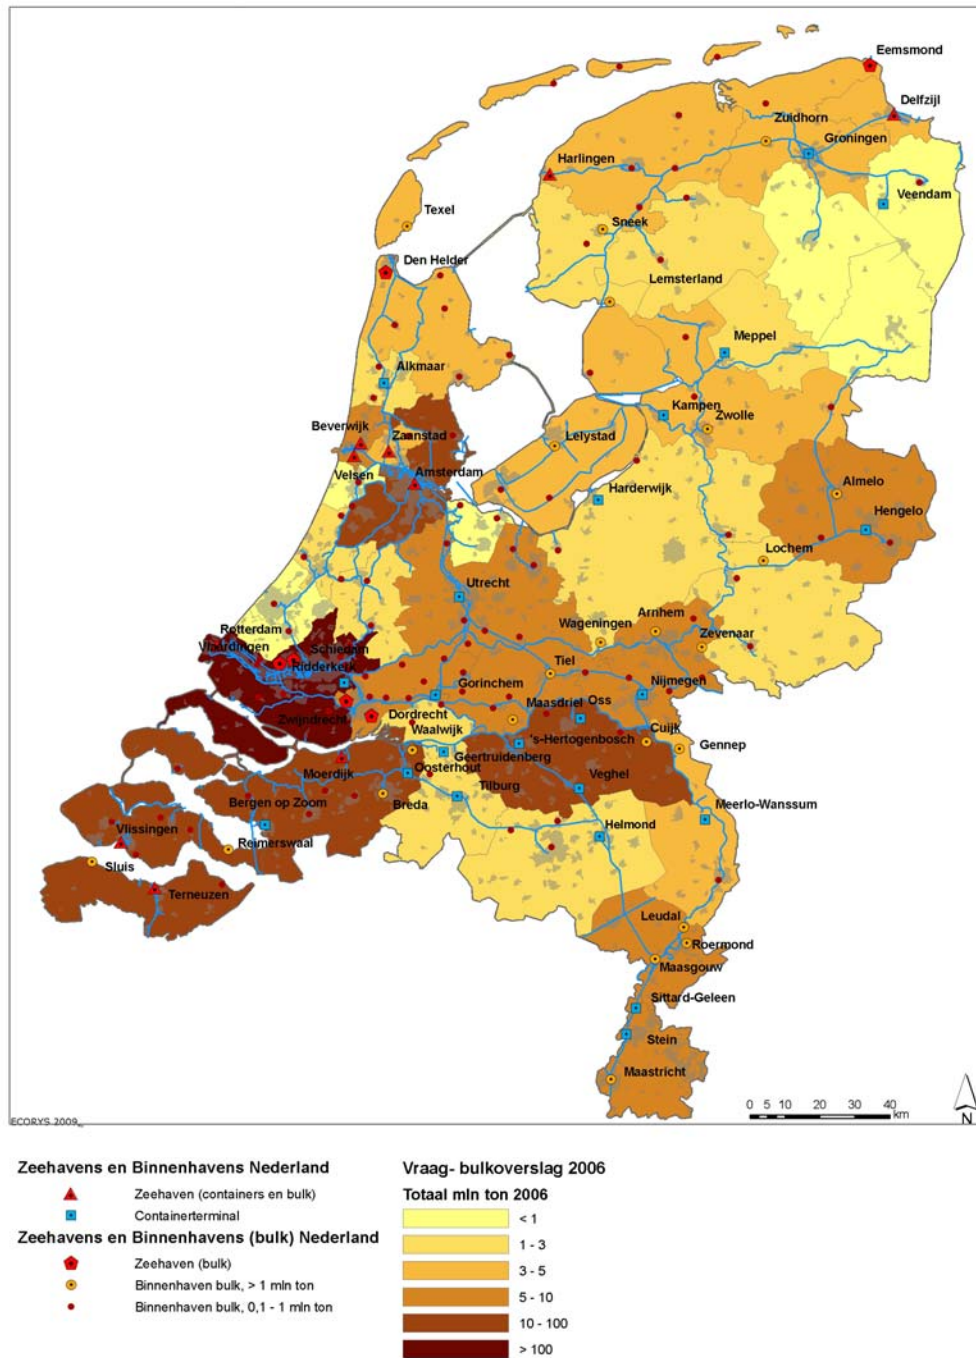 Eemsmond
Delfzijl
Zuidhorn
Groningen
Harlingen
Veendam
Texel
Sneek
Den Helder
Lemsterland
Meppel
Alkmaar
Kampen
Zwolle
Beverwijk
Zaanstad
Lelystad
Velsen
Amsterdam
Harderwijk
Almelo
Hengelo
Lochem
Utrecht
Arnhem
Wageningen
Rotterdam
Zevenaar
Vlaardingen
Schiedam
Ridderkerk
Tiel
Gorinchem
Nijmegen
Maasdriel
Oss
Zwijndrecht
Dordrecht
Waalwijk
Cuijk
's-Hertogenbosch
Gennep
Geertruidenberg
Oosterhout
Moerdijk
Veghel
Tilburg
Bergen op Zoom
Breda
Meerlo-Wanssum
Vlissingen
Helmond
Reimerswaal
Sluis
Terneuzen
Leudal
Roermond
Maasgouw
Sittard-Geleen
Stein
Maastricht
0 5 10 20 30 40
km
N
ECORYS 2009
Zeehavens en Binnenhavens Nederland
Zeehaven (containers en bulk)
Containerterminal
Zeehavens en Binnenhavens (bulk) Nederland
Zeehaven (bulk)
Binnenhaven bulk, > 1 mln ton
Binnenhaven bulk, 0,1 - 1 mln ton
Vraag- bulkoverslag 2006
Totaal mln ton 2006
< 1
1 - 3
3 - 5
5 - 10
10 - 100
> 100